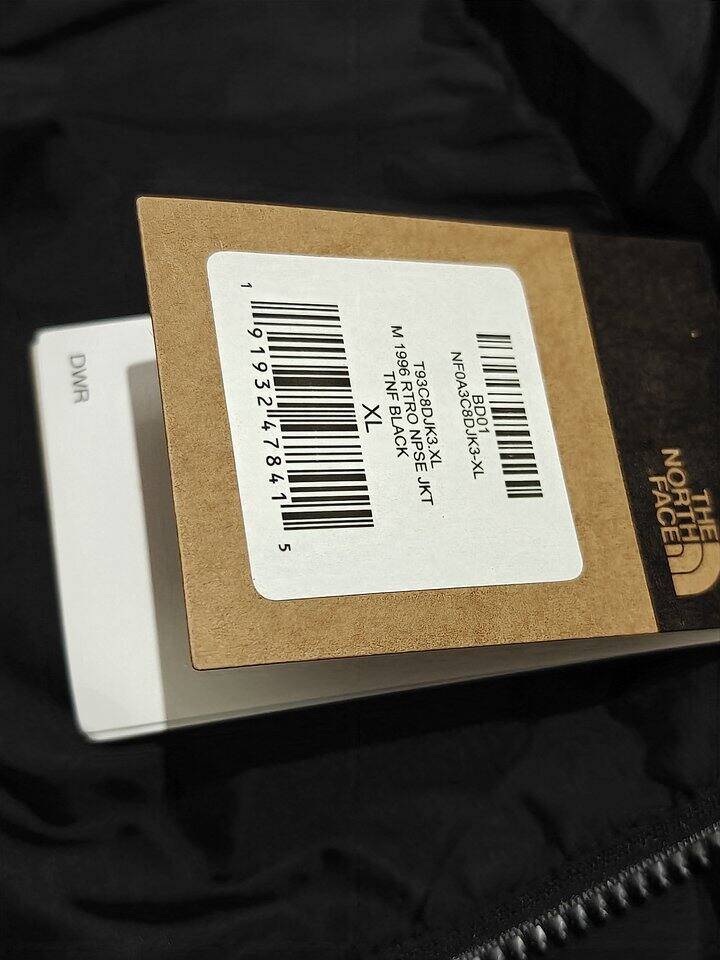 THE
NORTH
FACE
BD01
NF0A3C8DJK3-XL
T93C8DJK3.XL
M 1996 RTRO NPSE JKT
TNF BLACK
XL
1 91932 47841 5
DWR